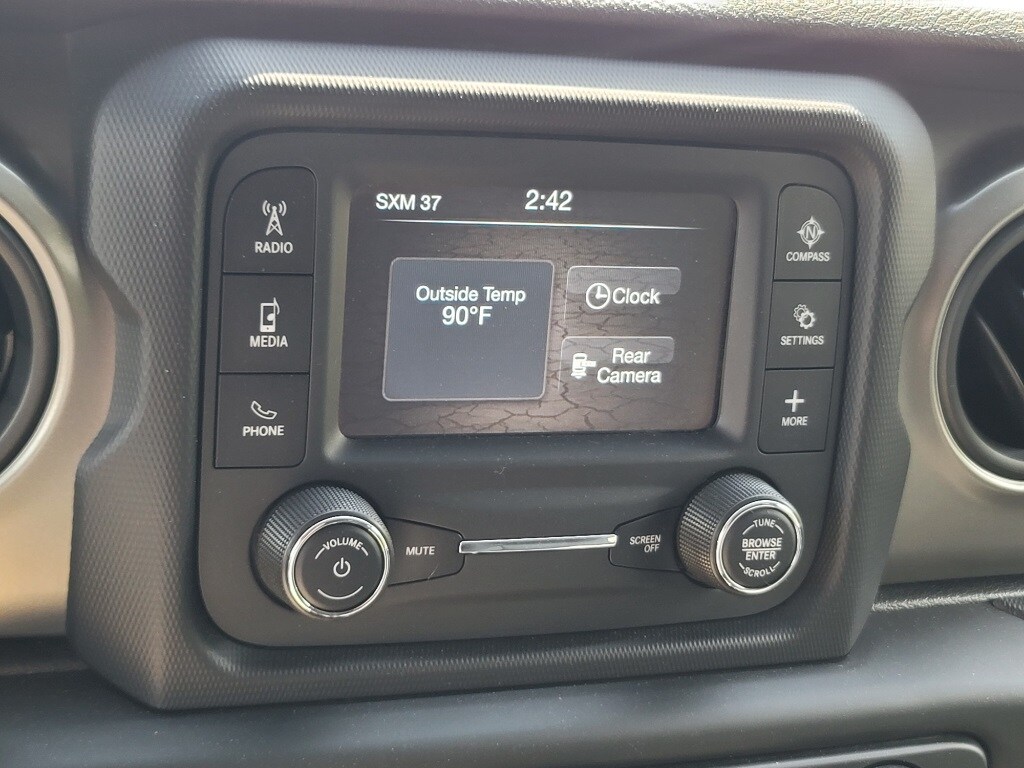 SXM 37
2:42
Outside Temp
90°F
Clock
Rear
Camera
RADIO
MEDIA
PHONE
N
COMPASS
SETTINGS
MORE
VOLUME
MUTE
SCREEN
OFF
TUNE
BROWSE
ENTER
SCROLL